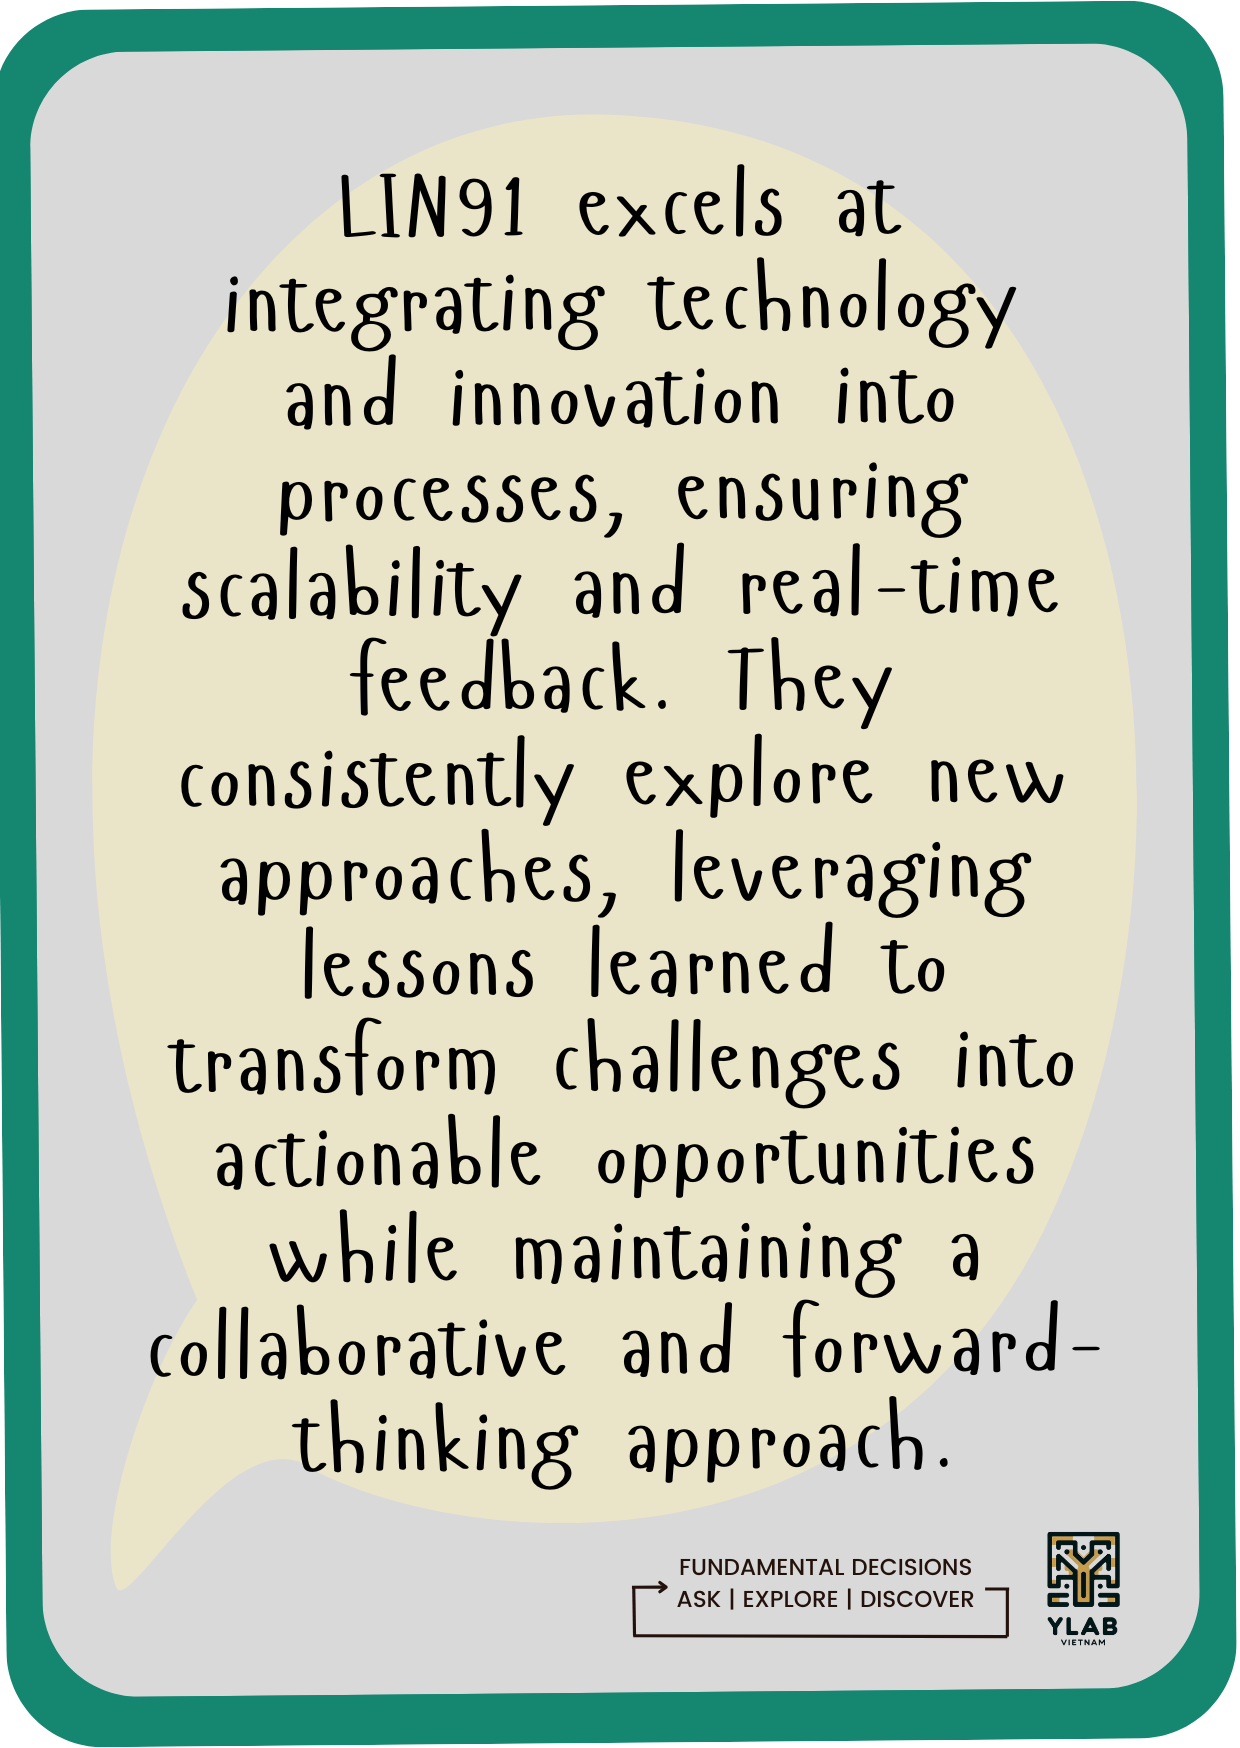 LIN91 excels at
integrating technology
and innovation into
processes, ensuring
scalability and real-time
feedback. They
consistently explore new
approaches, leveraging
lessons learned to
transform challenges into
actionable opportunities
while maintaining a
collaborative and forward-
thinking approach.
FUNDAMENTAL DECISIONS
ASK | EXPLORE | DISCOVER
YLAB
VIETNAM